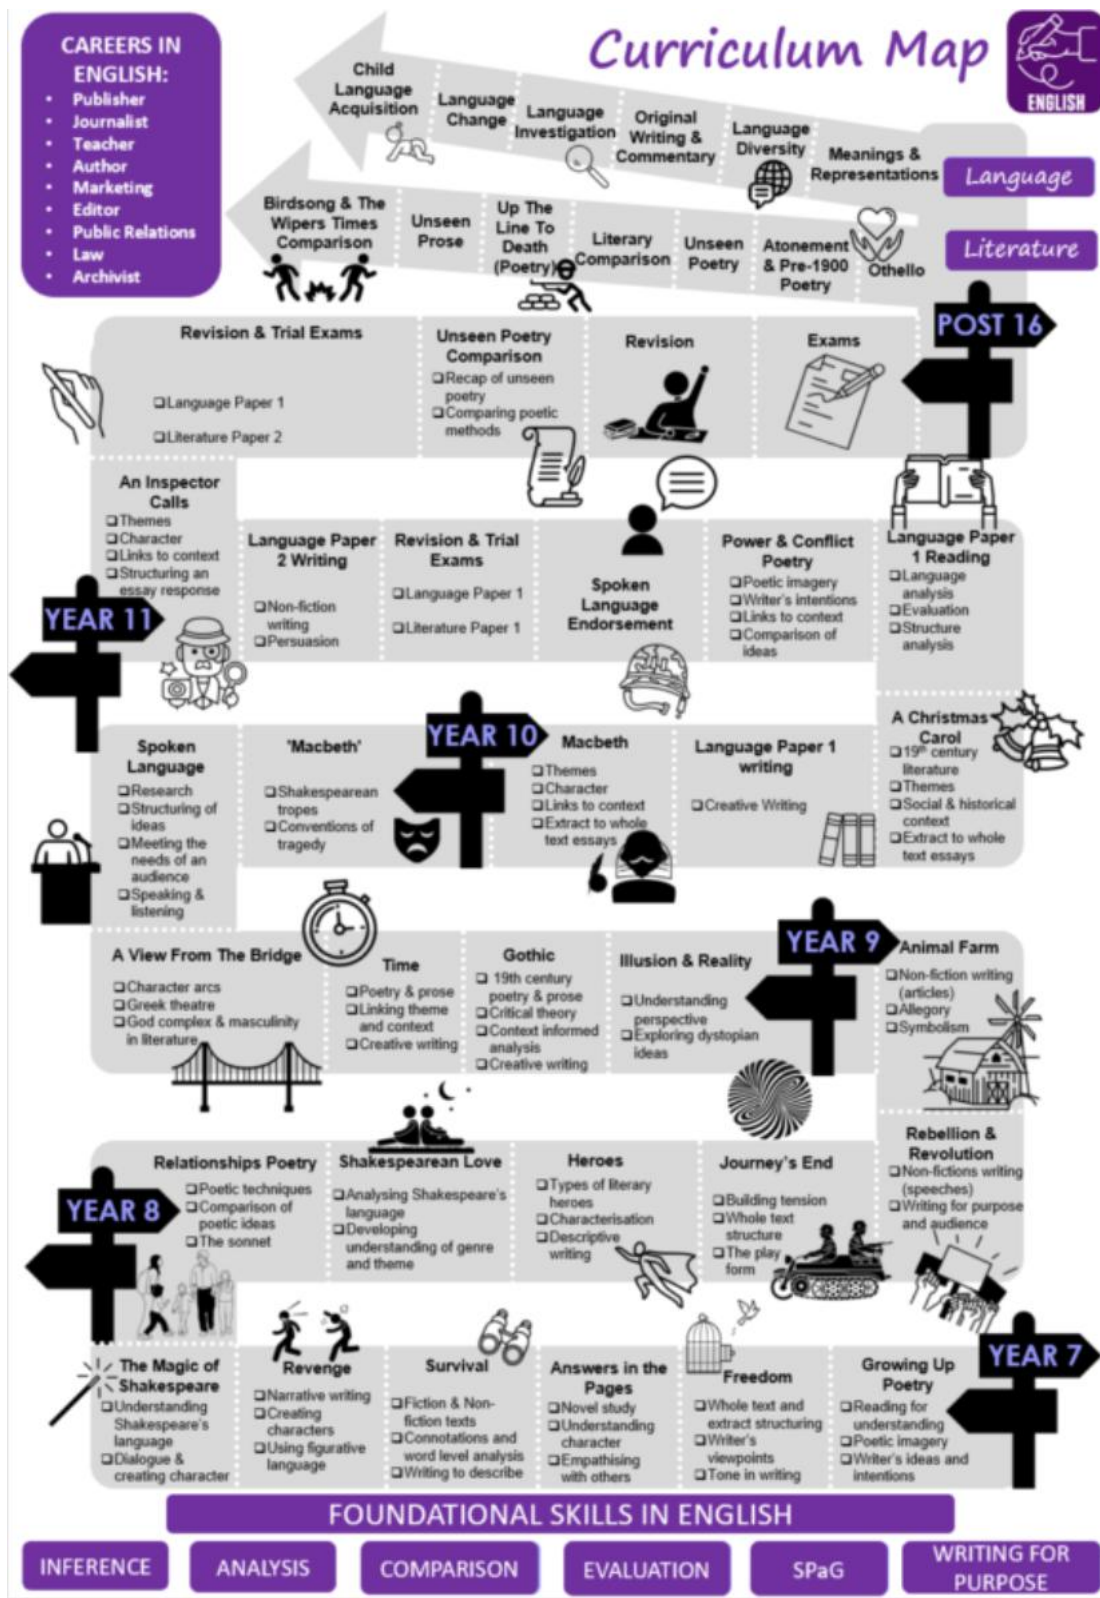 Curriculum Map
ENGLISH
CAREERS IN
ENGLISH:
• Publisher
• Journalist
• Teacher
• Author
• Marketing
• Editor
• Public Relations
• Law
• Archivist
Child
Language
Acquisition
Language
Change
Language
Investigation
Original
Writing &
Commentary
Language
Diversity
Meanings &
Representations
Language
Birdsong & The
Wipers Times
Comparison
Unseen
Prose
Up The
Line To
Death
(Poetry)
Literary
Comparison
Unseen
Poetry
Atonement
& Pre-1900
Poetry
Othello
Literature
POST 16
Revision & Trial Exams
❑Language Paper 1
❑Literature Paper 2
Unseen Poetry
Comparison
❑Recap of unseen
poetry
❑Comparing poetic
methods
Revision
Exams
An Inspector
Calls
❑Themes
❑Character
❑Links to context
❑Structuring an
essay response
YEAR 11
Language Paper
2 Writing
❑Non-fiction
writing
❑Persuasion
Revision & Trial
Exams
❑Language Paper 1
❑Literature Paper 1
Spoken
Language
Endorsement
Power & Conflict
Poetry
❑Poetic imagery
❑Writer's intentions
❑Links to context
❑Comparison of
ideas
Language Paper
1 Reading
❑Language
analysis
❑Evaluation
❑Structure
analysis
Spoken
Language
❑Research
❑Structuring of
ideas
❑Meeting the
needs of an
audience
❑Speaking &
listening
'Macbeth'
❑Shakespearean
tropes
❑Conventions of
tragedy
YEAR 10
Macbeth
❑Themes
❑Character
❑Links to context
❑Extract to whole
text essays
Language Paper 1
writing
❑Creative Writing
A Christmas
Carol
❑19th century
literature
❑Themes
❑Social & historical
context
❑Extract to whole
text essays
A View From The Bridge
❑Character arcs
❑Greek theatre
❑God complex & masculinity
in literature
Time
❑Poetry & prose
❑Linking theme
and context
❑Creative writing
Gothic
❑ 19th century
poetry & prose
❑Critical theory
❑Context informed
analysis
❑Creative writing
Illusion & Reality
❑Understanding
perspective
❑Exploring dystopian
ideas
YEAR 9
Animal Farm
❑Non-fiction writing
(articles)
❑Allegory
❑Symbolism
YEAR 8
Relationships Poetry
❑Poetic techniques
❑Comparison of
poetic ideas
❑The sonnet
Shakespearean Love
❑Analysing Shakespeare's
language
❑Developing
understanding of genre
and theme
Heroes
❑Types of literary
heroes
❑Characterisation
❑Descriptive
writing
Journey's End
❑Building tension
❑Whole text
structure
❑The play
form
Rebellion &
Revolution
❑Non-fictions writing
(speeches)
❑Writing for purpose
and audience
The Magic of
Shakespeare
❑Understanding
Shakespeare's
language
❑Dialogue &
creating character
Revenge
❑Narrative writing
❑Creating
characters
❑Using figurative
language
Survival
❑Fiction & Non-
fiction texts
❑Connotations and
word level analysis
❑Writing to describe
Answers in the
Pages
❑Novel study
❑Understanding
character
❑Empathising
with others
Freedom
❑Whole text and
extract structuring
❑Writer's
viewpoints
❑Tone in writing
Growing Up
Poetry
❑Reading for
understanding
❑Poetic imagery
❑Writer's ideas and
intentions
YEAR 7
FOUNDATIONAL SKILLS IN ENGLISH
INFERENCE
ANALYSIS
COMPARISON
EVALUATION
SPaG
WRITING FOR
PURPOSE